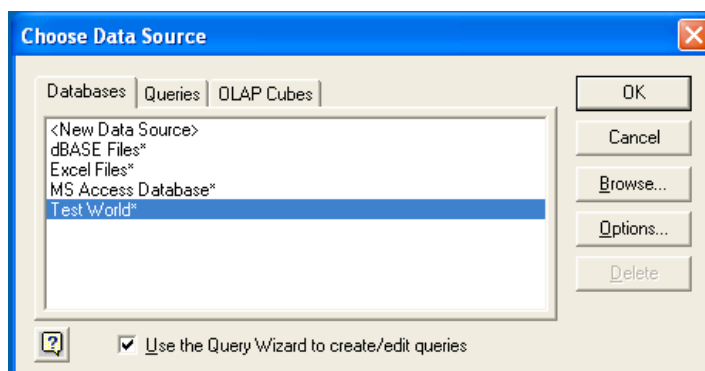 Choose Data Source
Databases Queries OLAP Cubes
<New Data Source>
dBASE Files*
Excel Files*
MS Access Database*
Test World*
OK
Cancel
Browse...
Options...
Delete
Use the Query Wizard to create/edit queries